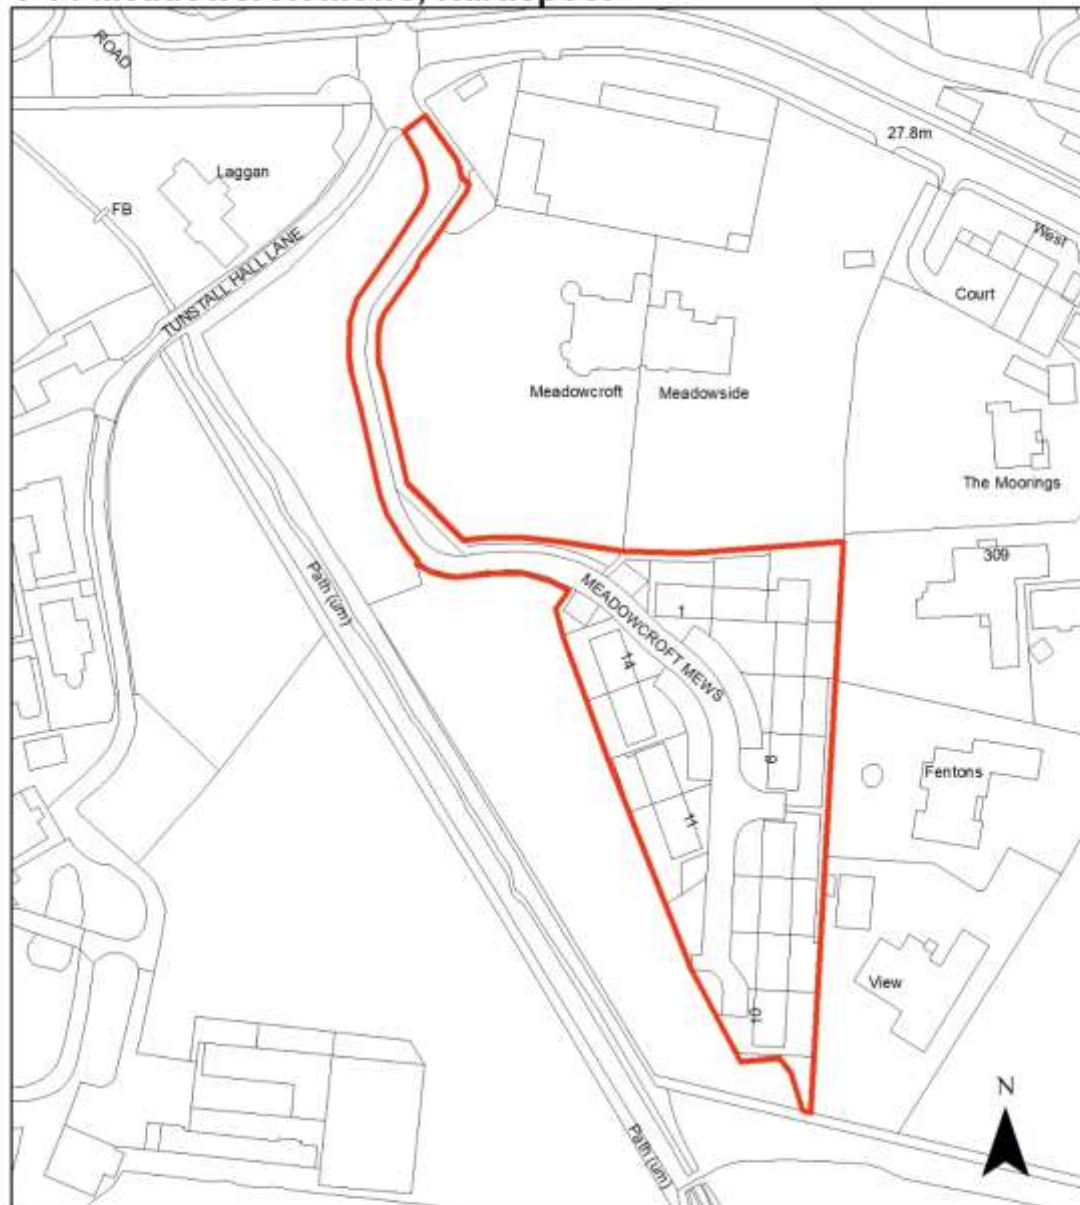 ROAD
27.8m
Laggan
FB
West
TUNSTALL HALL LANE
Court
Meadowcroft
Meadowside
The Moorings
309
Path (um)
MEADOWCROFT MEWS
1
14
Fentons
6
11
View
10
N
Path (um)